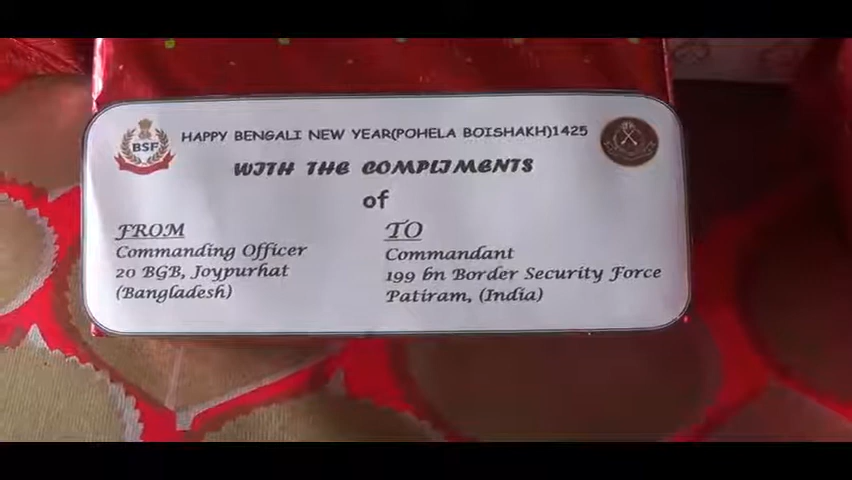 BSF
HAPPY BENGALI NEW YEAR(POHELA BOISHAKH)1425
WITH THE COMPLIMENTS
of
FROM
Commanding Officer
20 BGB, Joypurhat
(Bangladesh)
TO
Commandant
199 bn Border Security Force
Patiram, (India)